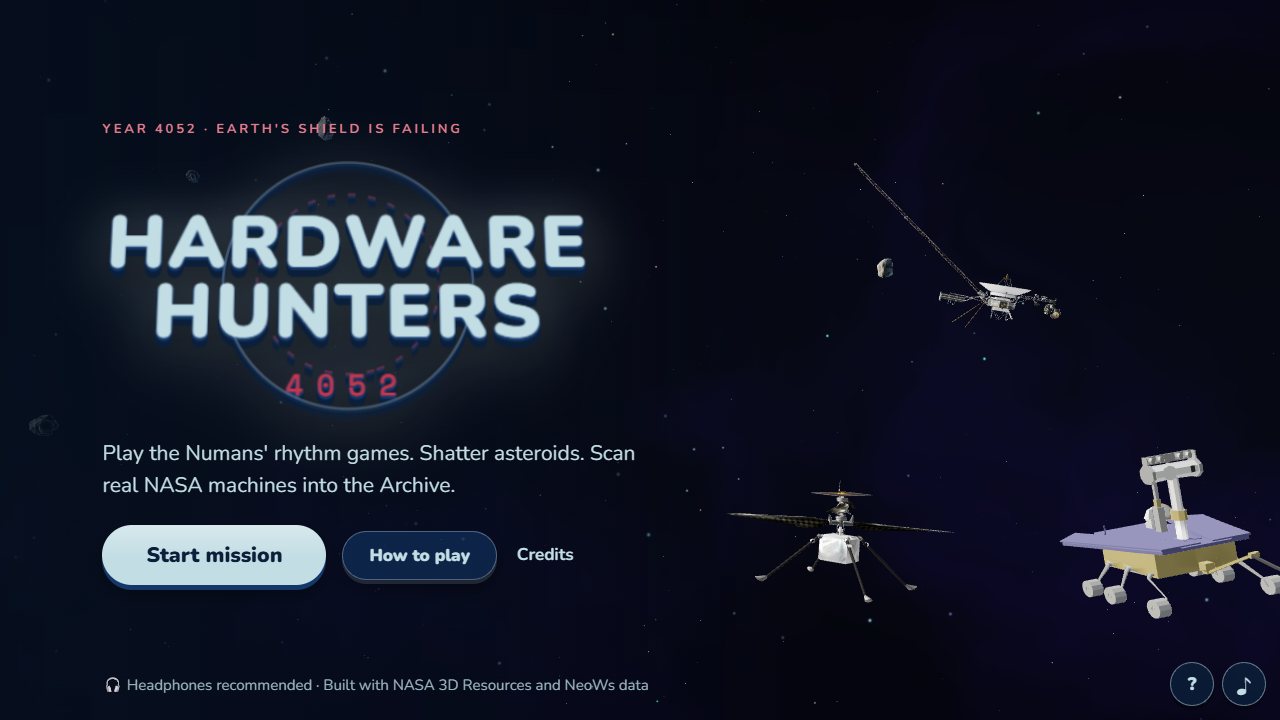 YEAR 4052 · EARTH'S SHIELD IS FAILING
HARDWARE
HUNTERS
4052
Play the Numans' rhythm games. Shatter asteroids. Scan
real NASA machines into the Archive.
Start mission
How to play
Credits
🎧 Headphones recommended · Built with NASA 3D Resources and NeoWs data
?
♪